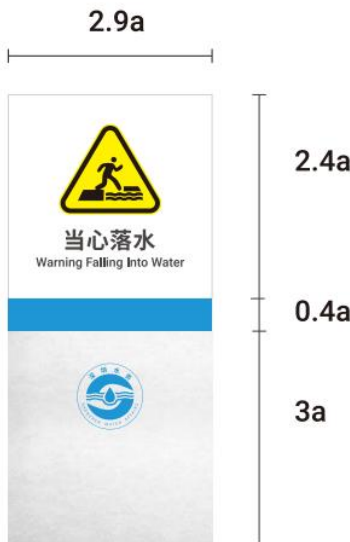 2.9a
2.4a
当心落水
Warning Falling Into Water
0.4a
3a